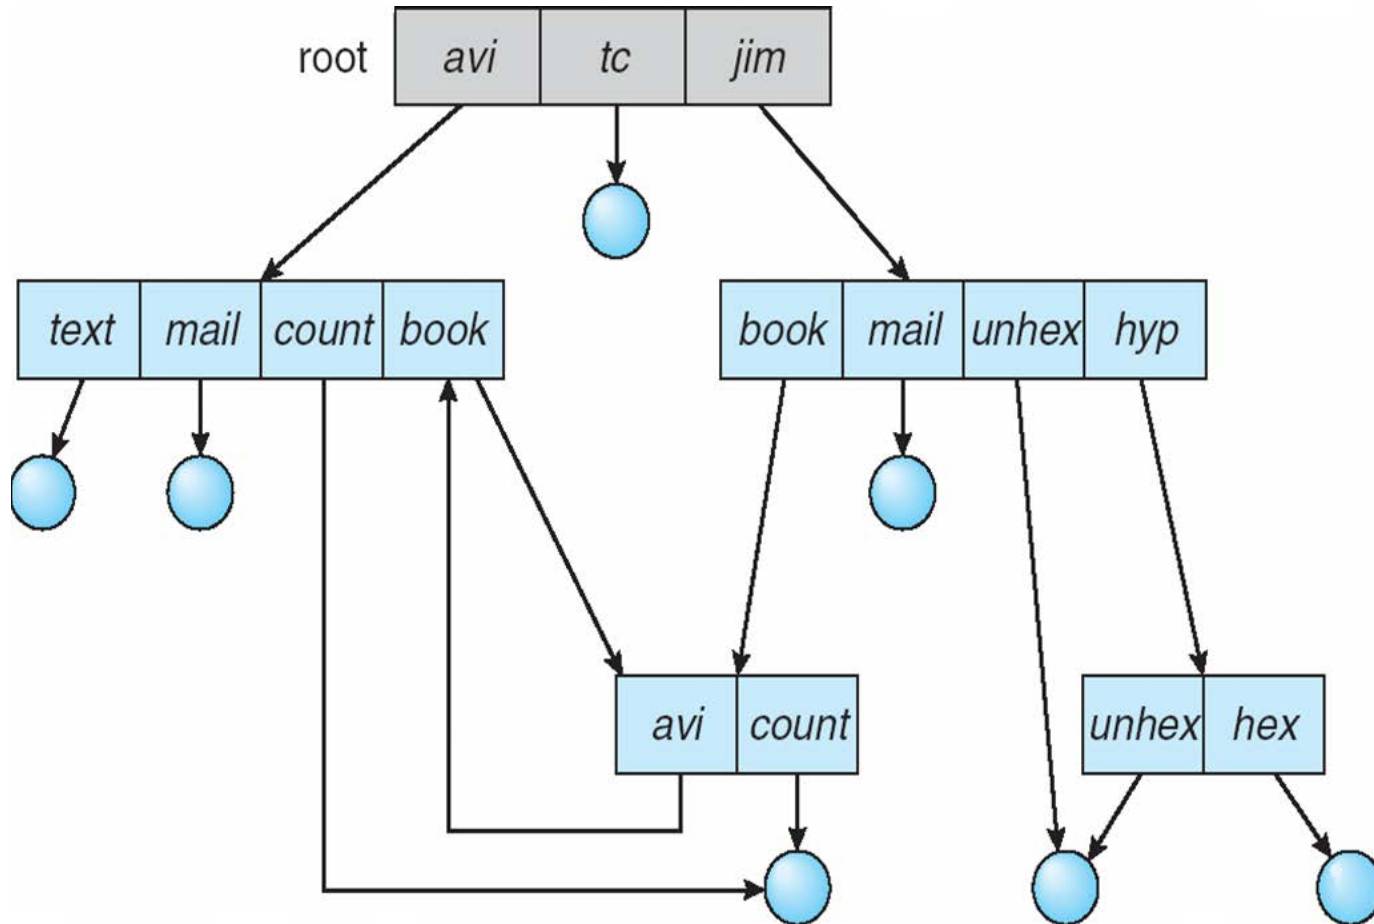 root avi tc jim
text mail count book
book mail unhex hyp
avi count
unhex hex